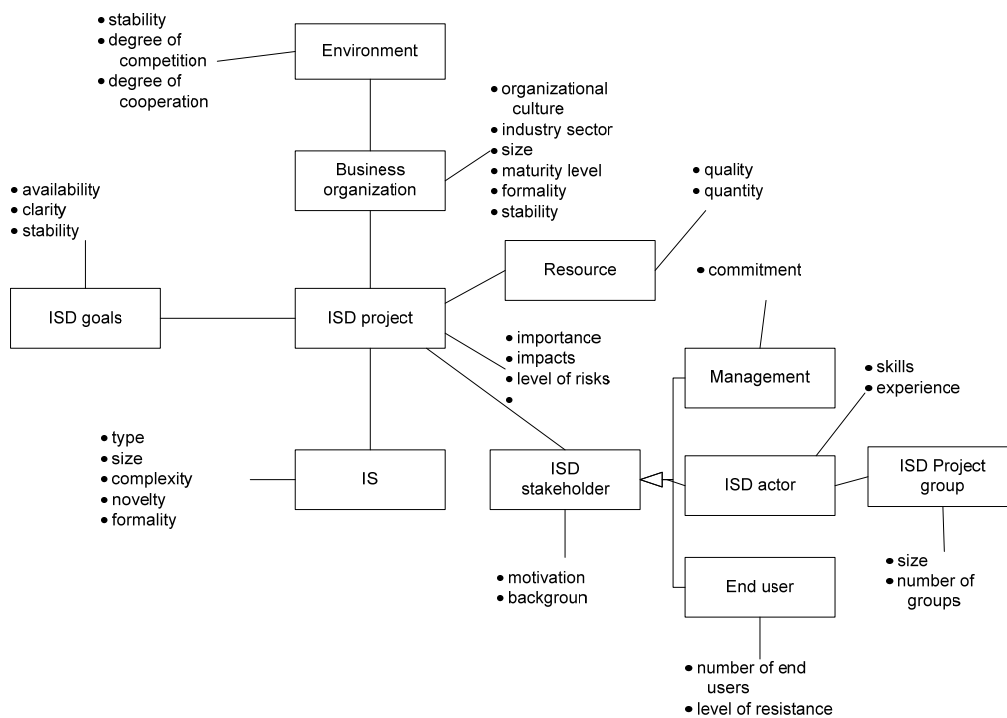 • stability
• degree of
competition
• degree of
cooperation
Environment
• organizational
culture
• industry sector
• size
• maturity level
• formality
• stability
Business
organization
• quality
• quantity
• availability
• clarity
• stability
Resource
• commitment
ISD goals
ISD project
• importance
• impacts
• level of risks
•
Management
• skills
• experience
• type
• size
• complexity
• novelty
• formality
IS
ISD
stakeholder
ISD actor
ISD Project
group
• motivation
• backgroun
End user
• size
• number of
groups
• number of end
users
• level of resistance